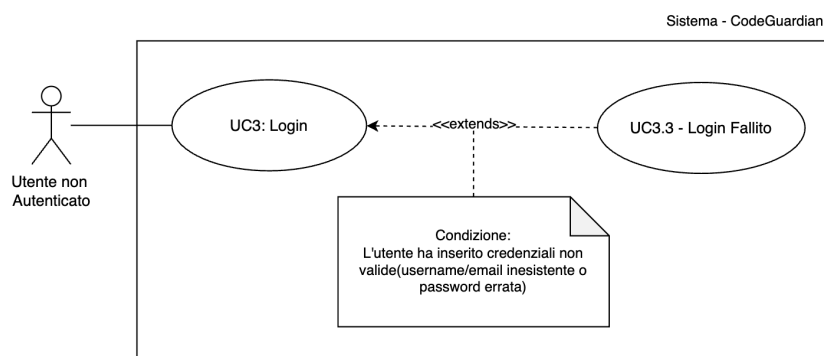 Sistema - CodeGuardian
UC3: Login
<<extends>>
UC3.3 - Login Fallito
Utente non
Autenticato
Condizione:
L'utente ha inserito credenziali non
valide(username/email inesistente o
password errata)